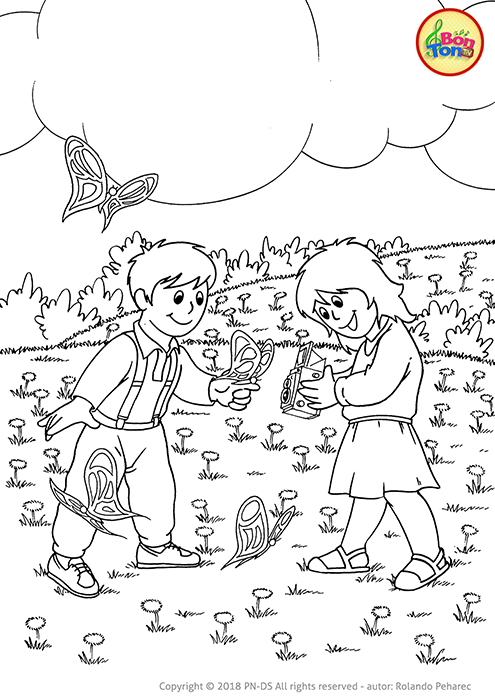 Bon
Ton
Copyright © 2018 PN-DS All rights reserved - autor: Rolando Peharec